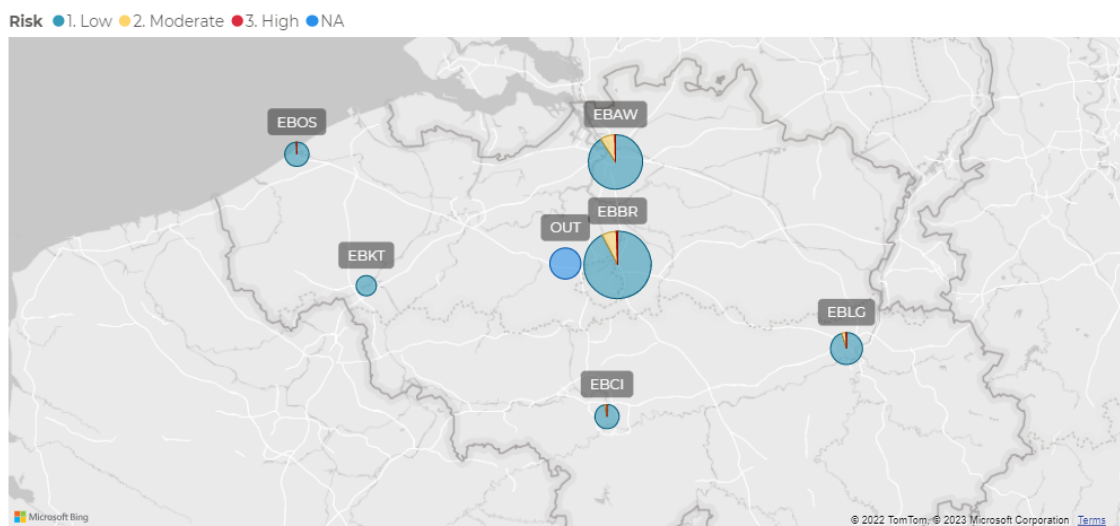 Risk 1. Low 2. Moderate 3. High NA
EBOS
EBAW
EBBR
OUT
EBKT
EBLG
EBCI
Microsoft Bing
© 2022 TomTom, © 2023 Microsoft Corporation Terms